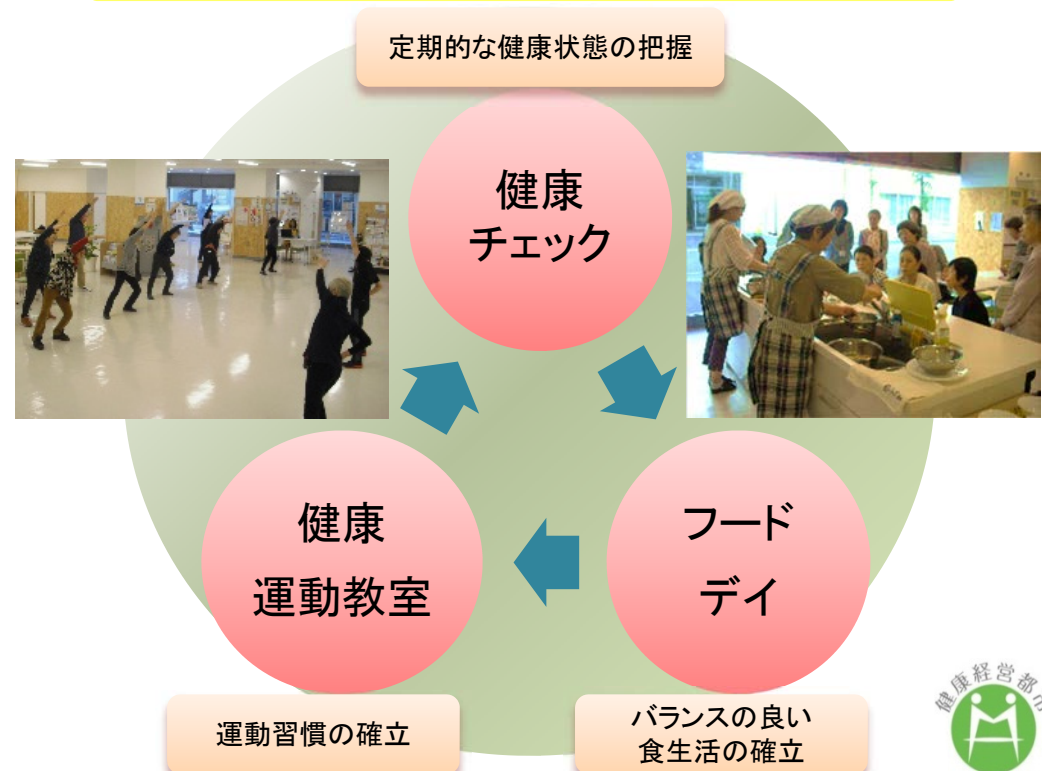 定期的な健康状態の把握
健康
チェック
健康
運動教室
フード
デイ
運動習慣の確立
バランスの良い
食生活の確立
健康経営都市